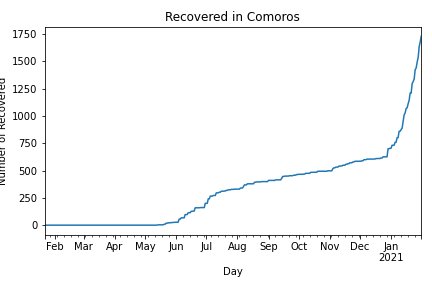 Recovered in Comoros
Number of Recovered
1750
1500
1250
1000
750
500
250
0
Feb Mar Apr May Jun Jul Aug Sep Oct Nov Dec Jan
2021
Day